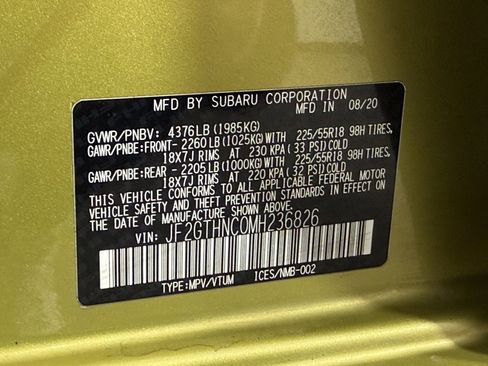 MFD BY SUBARU CORPORATION
MFD IN 08/20
GVWR/PNBV: 4376LB(1985KG)
GAWR/PNBE:FRONT- 2260LB(1025KG)WITH 225/55R18 98H TIRES
18X7J RIMS AT 230 KPA (33 PSI) COLD
GAWR/PNBE:REAR - 2205LB(1000KG)WITH 225/55R18 98H TIRES
18X7J RIMS AT 220 KPA (32 PSI) COLD
THIS VEHICLE CONFORMS TO ALL APPLICABLE FEDERAL MOTOR
VEHICLE SAFETY AND THEFT PREVENTION STANDARDS IN EFFECT ON
THE DATE OF MANUFACTURE SHOWN ABOVE.
VIN: JF2GTHNC0MH236826
TYPE:MPV/VTUM ICES/NMB-002